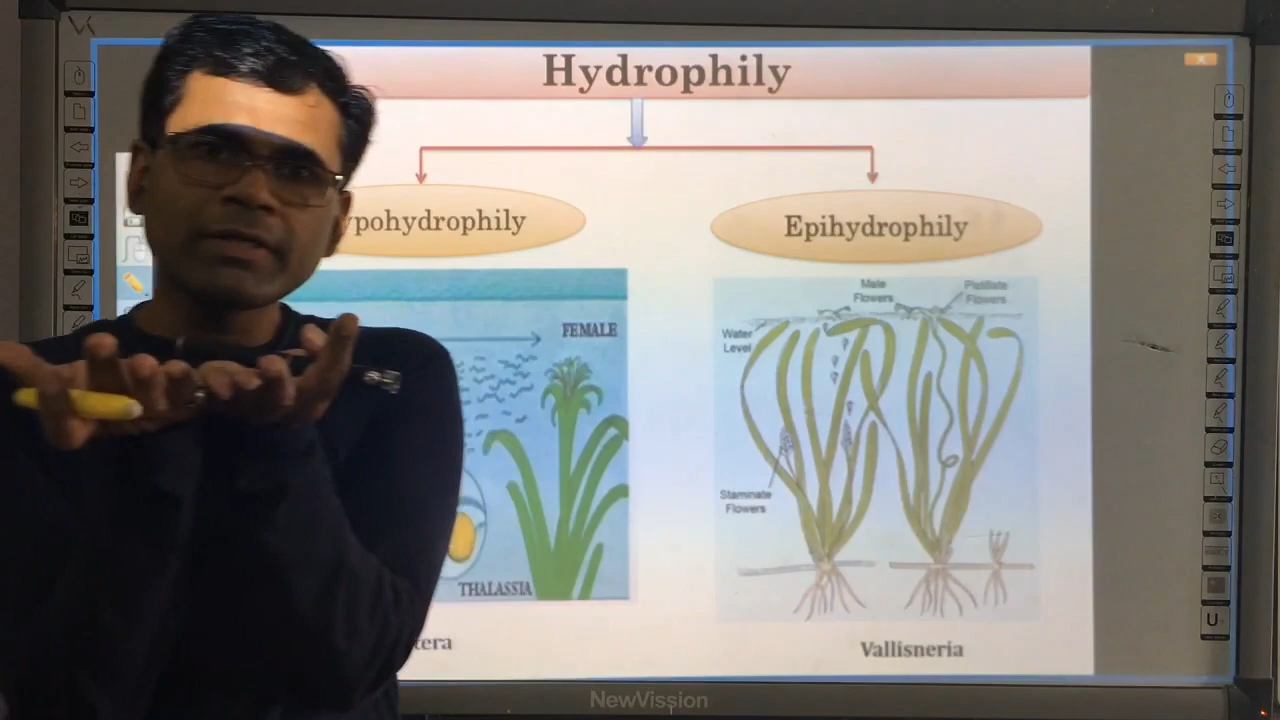 Hydrophily
ypohydrophily
Epihydrophily
FEMALE
THALASSIA
tera
Male
Flowers
Pistillate
Flowers
Water
Level
Staminate
Flowers
Vallisneria
NewVission